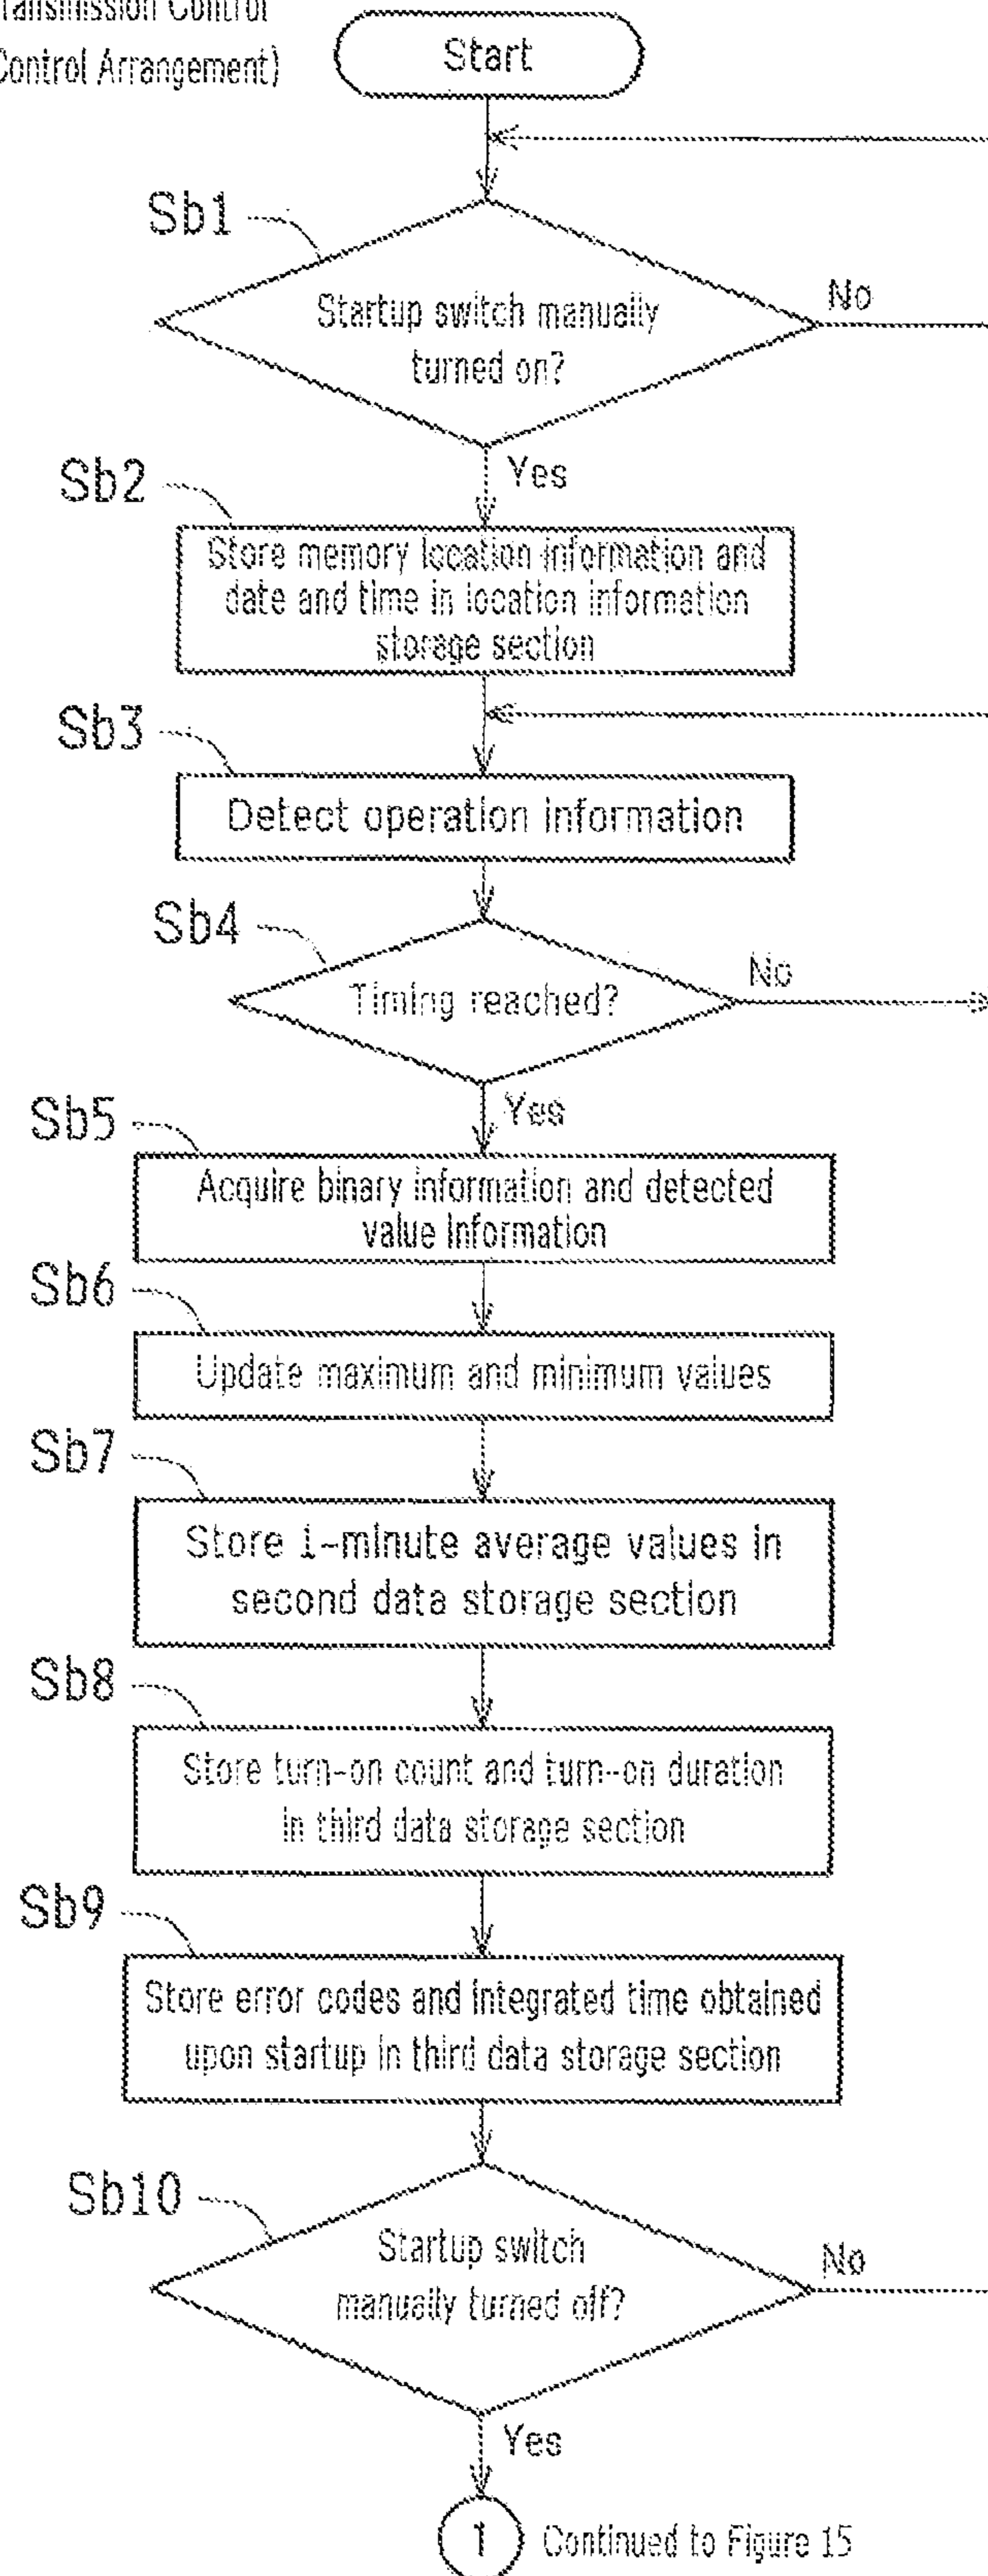 Transmission Control
Control Arrangement)
Start
Sb1
Startup switch manually
turned on?
No
Yes
Sb2
Store memory location information and
date and time in location information
storage section
Sb3
Detect operation information
Sb4
Timing reached?
No
Yes
Sb5
Acquire binary information and detected
value information
Sb6
Update maximum and minimum values
Sb7
Store 1-minute average values in
second data storage section
Sb8
Store turn-on count and turn-on duration
in third data storage section
Sb9
Store error codes and integrated time obtained
upon startup in third data storage section
Sb10
Startup switch
manually turned off?
No
Yes
1 Continued to Figure 15